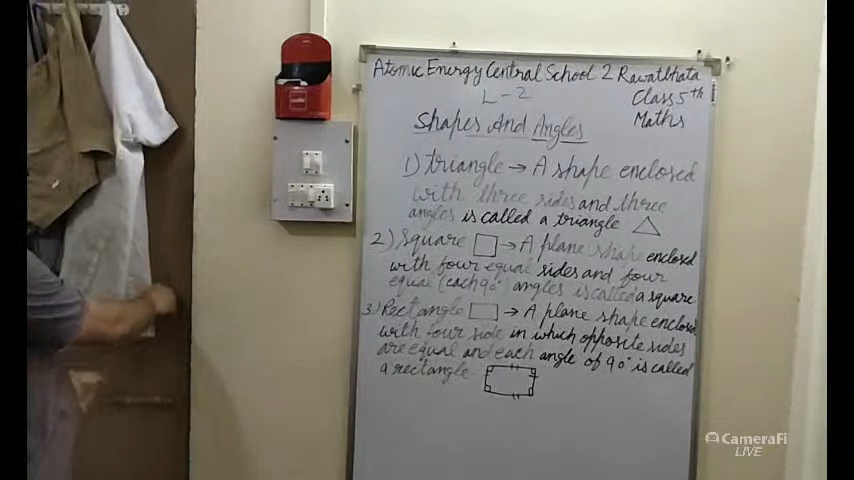 Atomic Energy Central School 2 Rawatbhata
L-2
Class 5th
Maths
Shapes And Angles
1) triangle → A shape enclosed
with three sides and three
angles is called a triangle
2) Square → A plane shape enclosed
with four equal sides and four
equal (each 90° angles is called a square
3) Rectangle → A plane shape enclosed
with four side in which opposite sides
are equal and each angle of 90° is called
a rectangle
CameraFi
LIVE